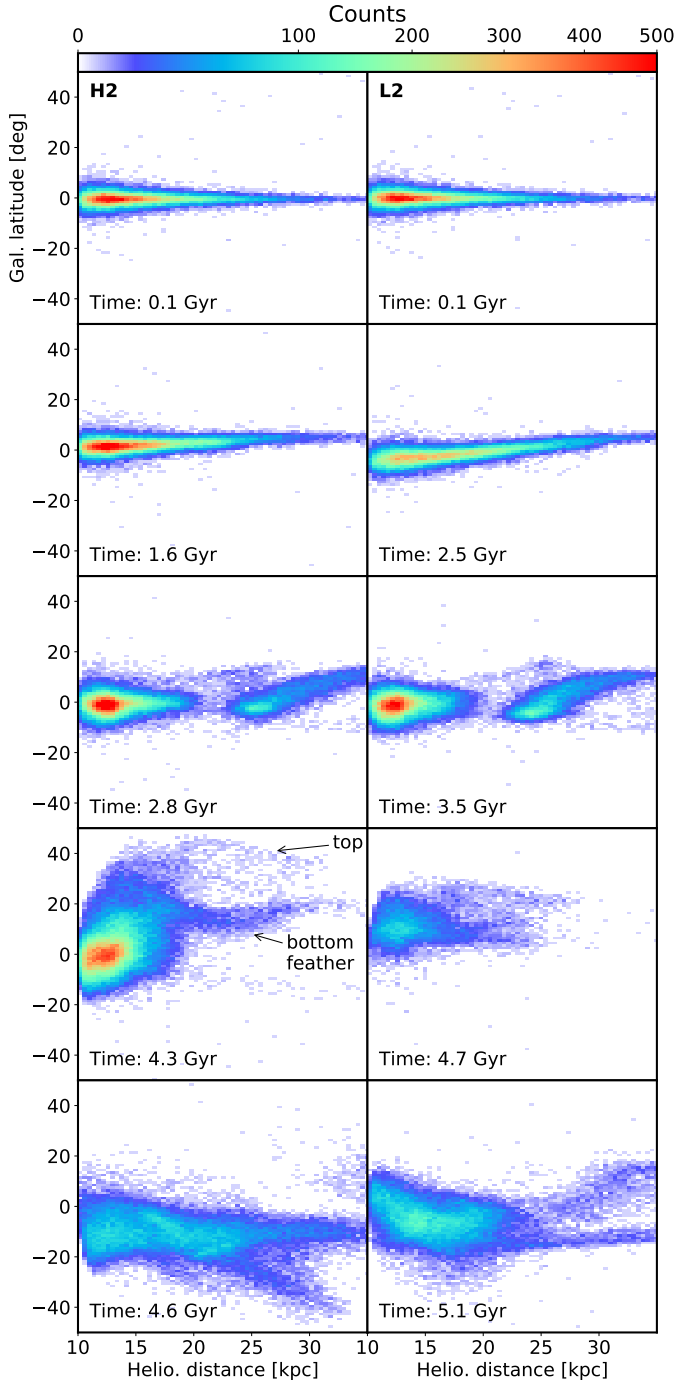 Counts
0 100 200 300 400 500
H2 L2
40
20
0
−20
−40
Gal. latitude [deg]
Time: 0.1 Gyr Time: 0.1 Gyr
40
20
0
−20
−40
Time: 1.6 Gyr Time: 2.5 Gyr
40
20
0
−20
−40
Time: 2.8 Gyr Time: 3.5 Gyr
40
20
0
−20
−40
top
bottom
feather
Time: 4.3 Gyr Time: 4.7 Gyr
40
20
0
−20
−40
Time: 4.6 Gyr Time: 5.1 Gyr
10 15 20 25 30 10 15 20 25 30
Helio. distance [kpc] Helio. distance [kpc]